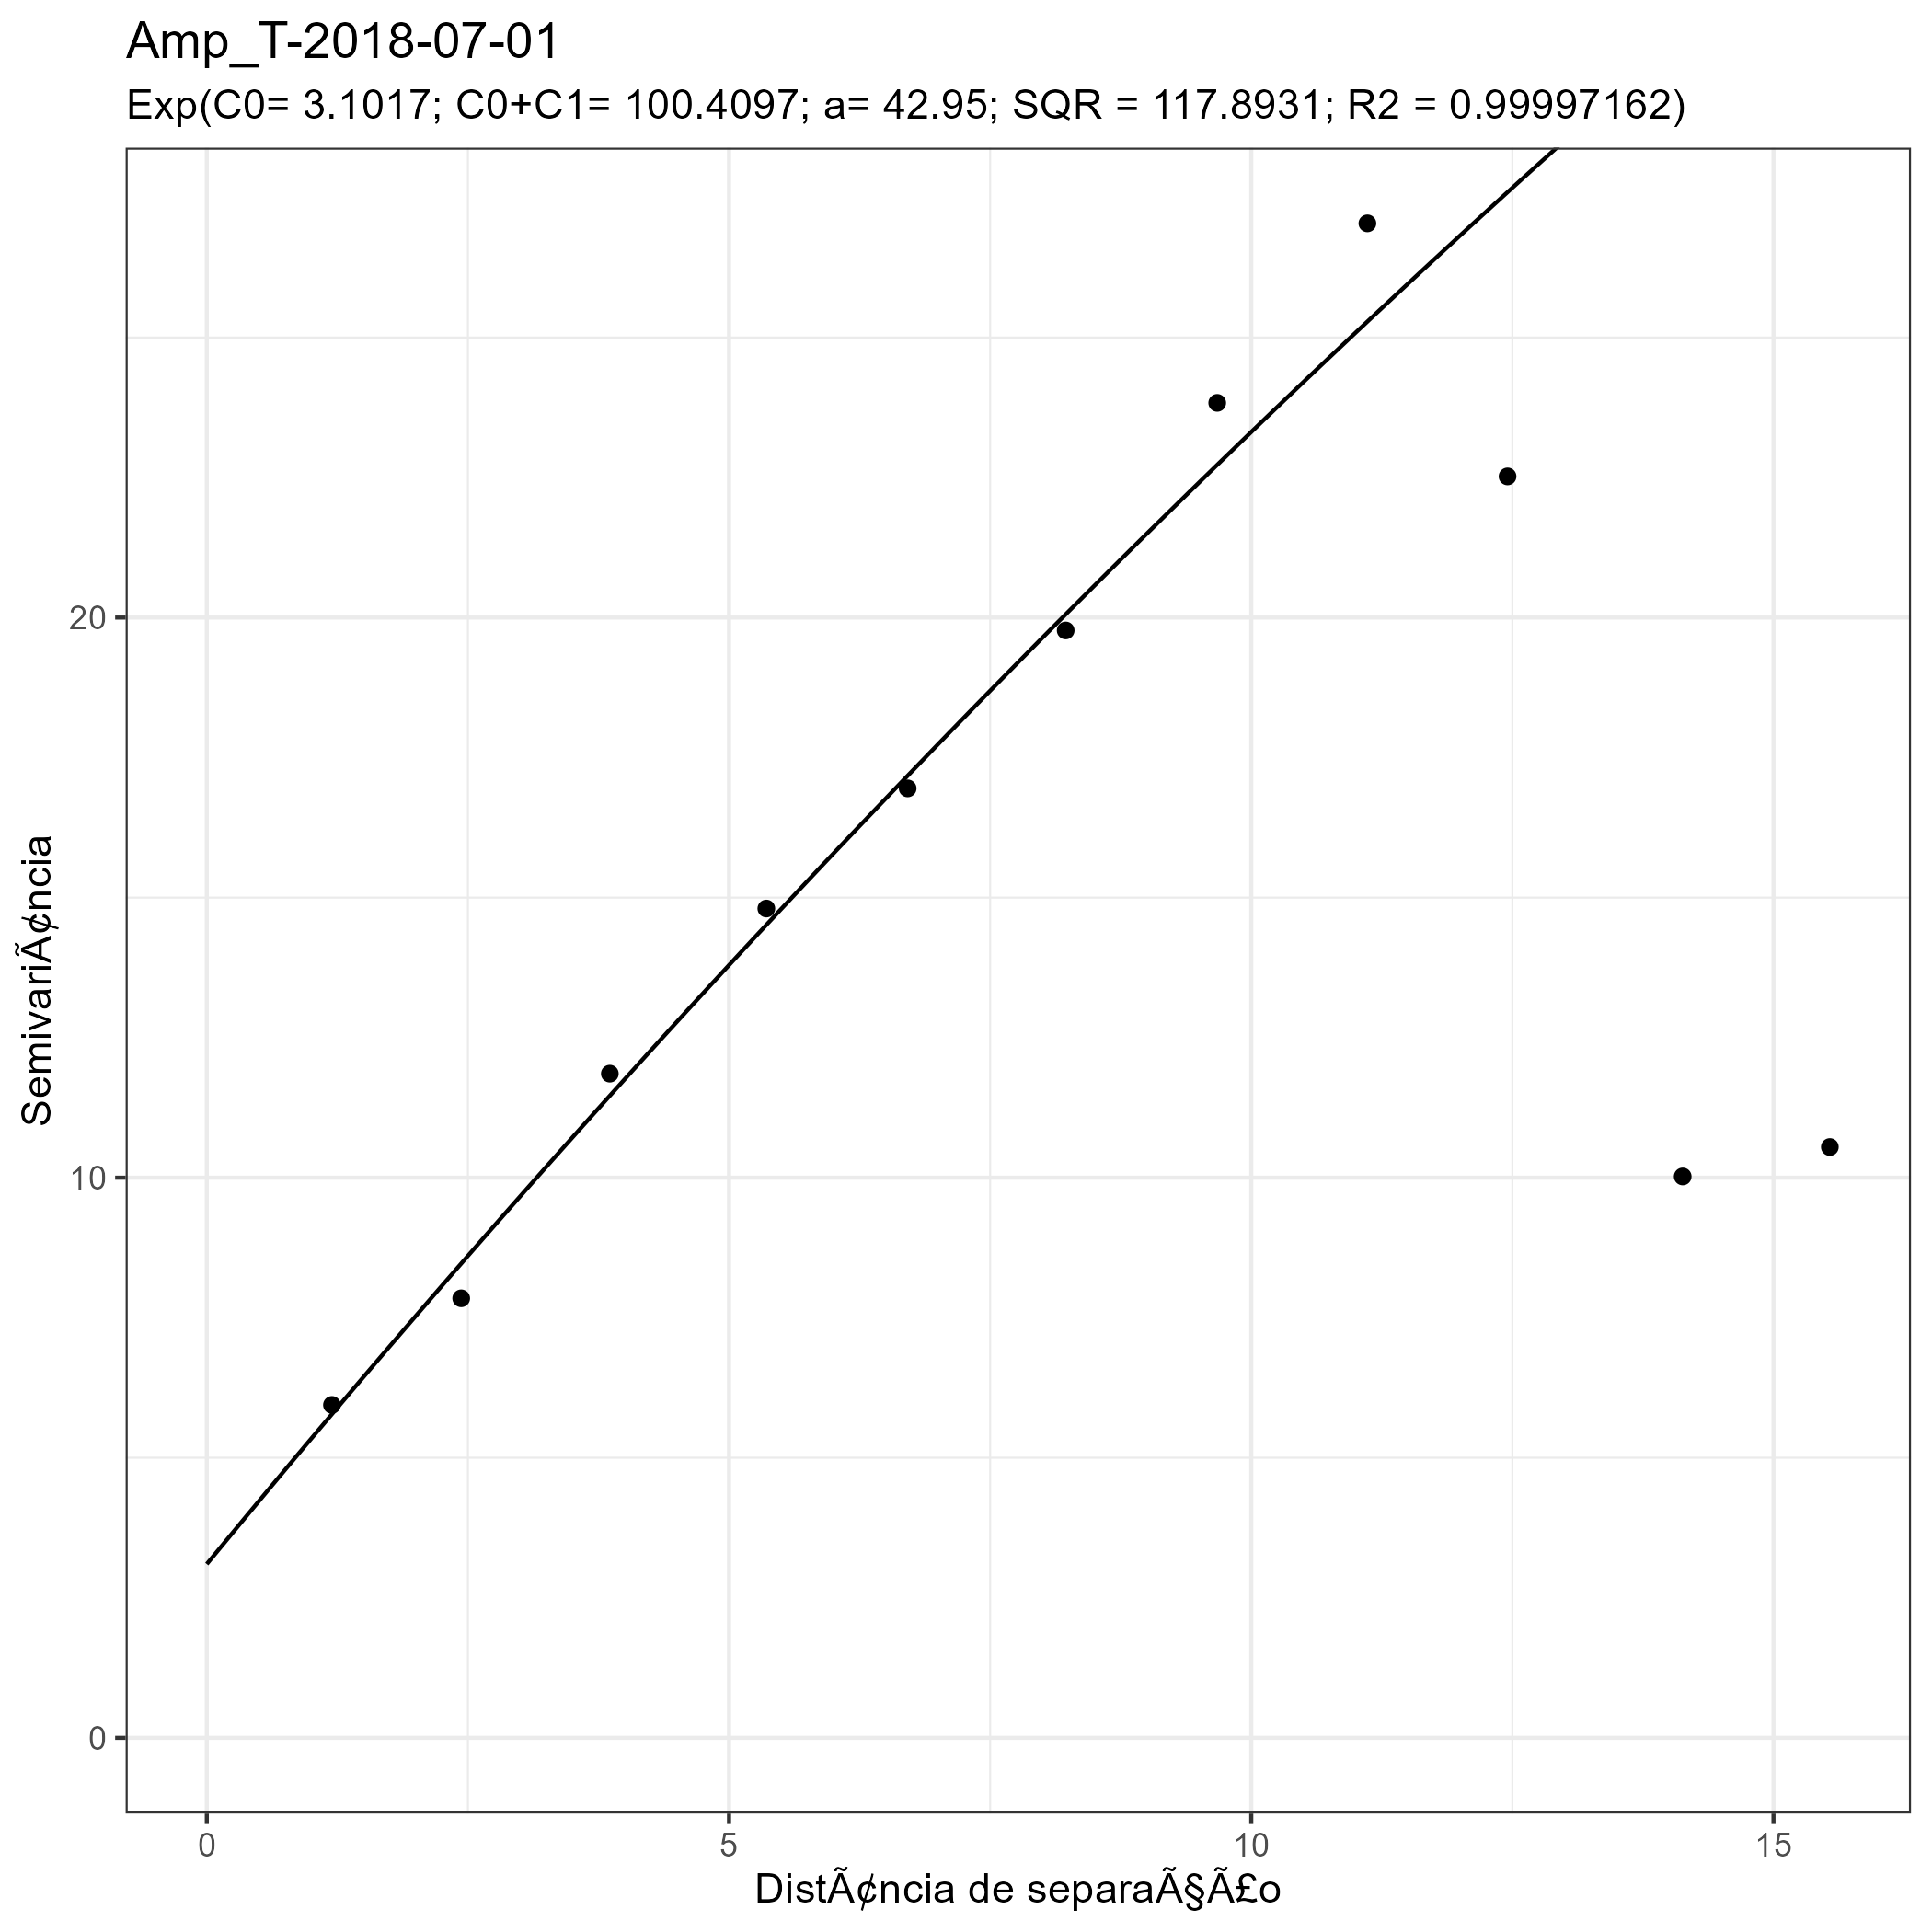 Amp_T-2018-07-01
Exp(C0= 3.1017; C0+C1= 100.4097; a= 42.95; SQR = 117.8931; R2 = 0.99997162)
SemivariÃ¢ncia
20
10
0
0 5 10 15
DistÃ¢ncia de separaÃ§Ã£o